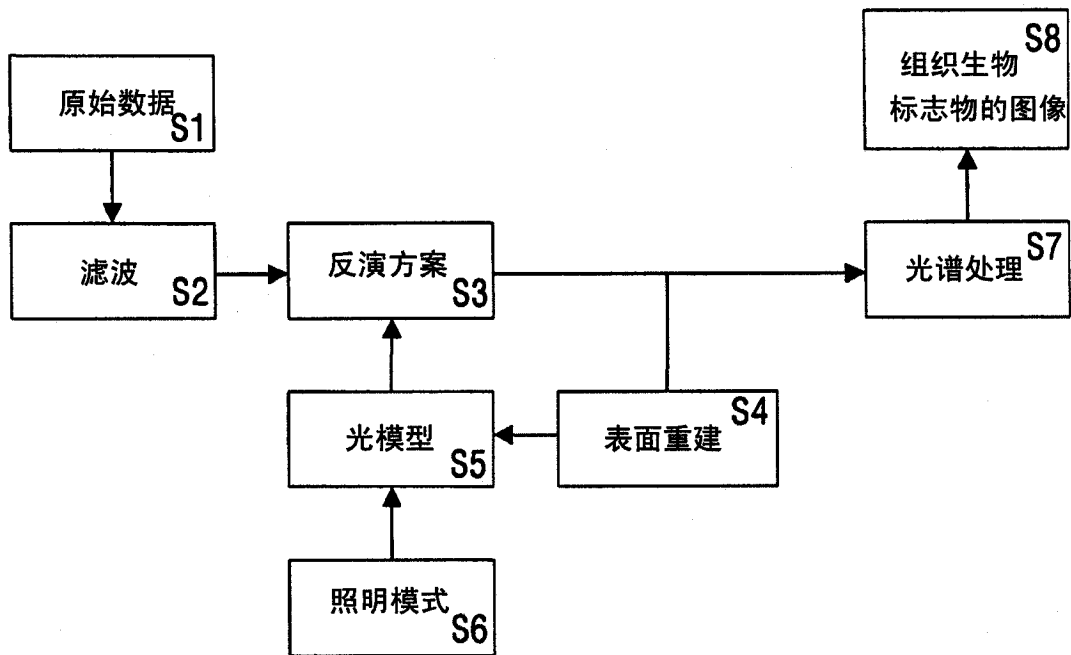 原始数据
S1
滤波
S2
反演方案
S3
表面重建
S4
光模型
S5
照明模式
S6
光谱处理
S7
组织生物
标志物的图像
S8